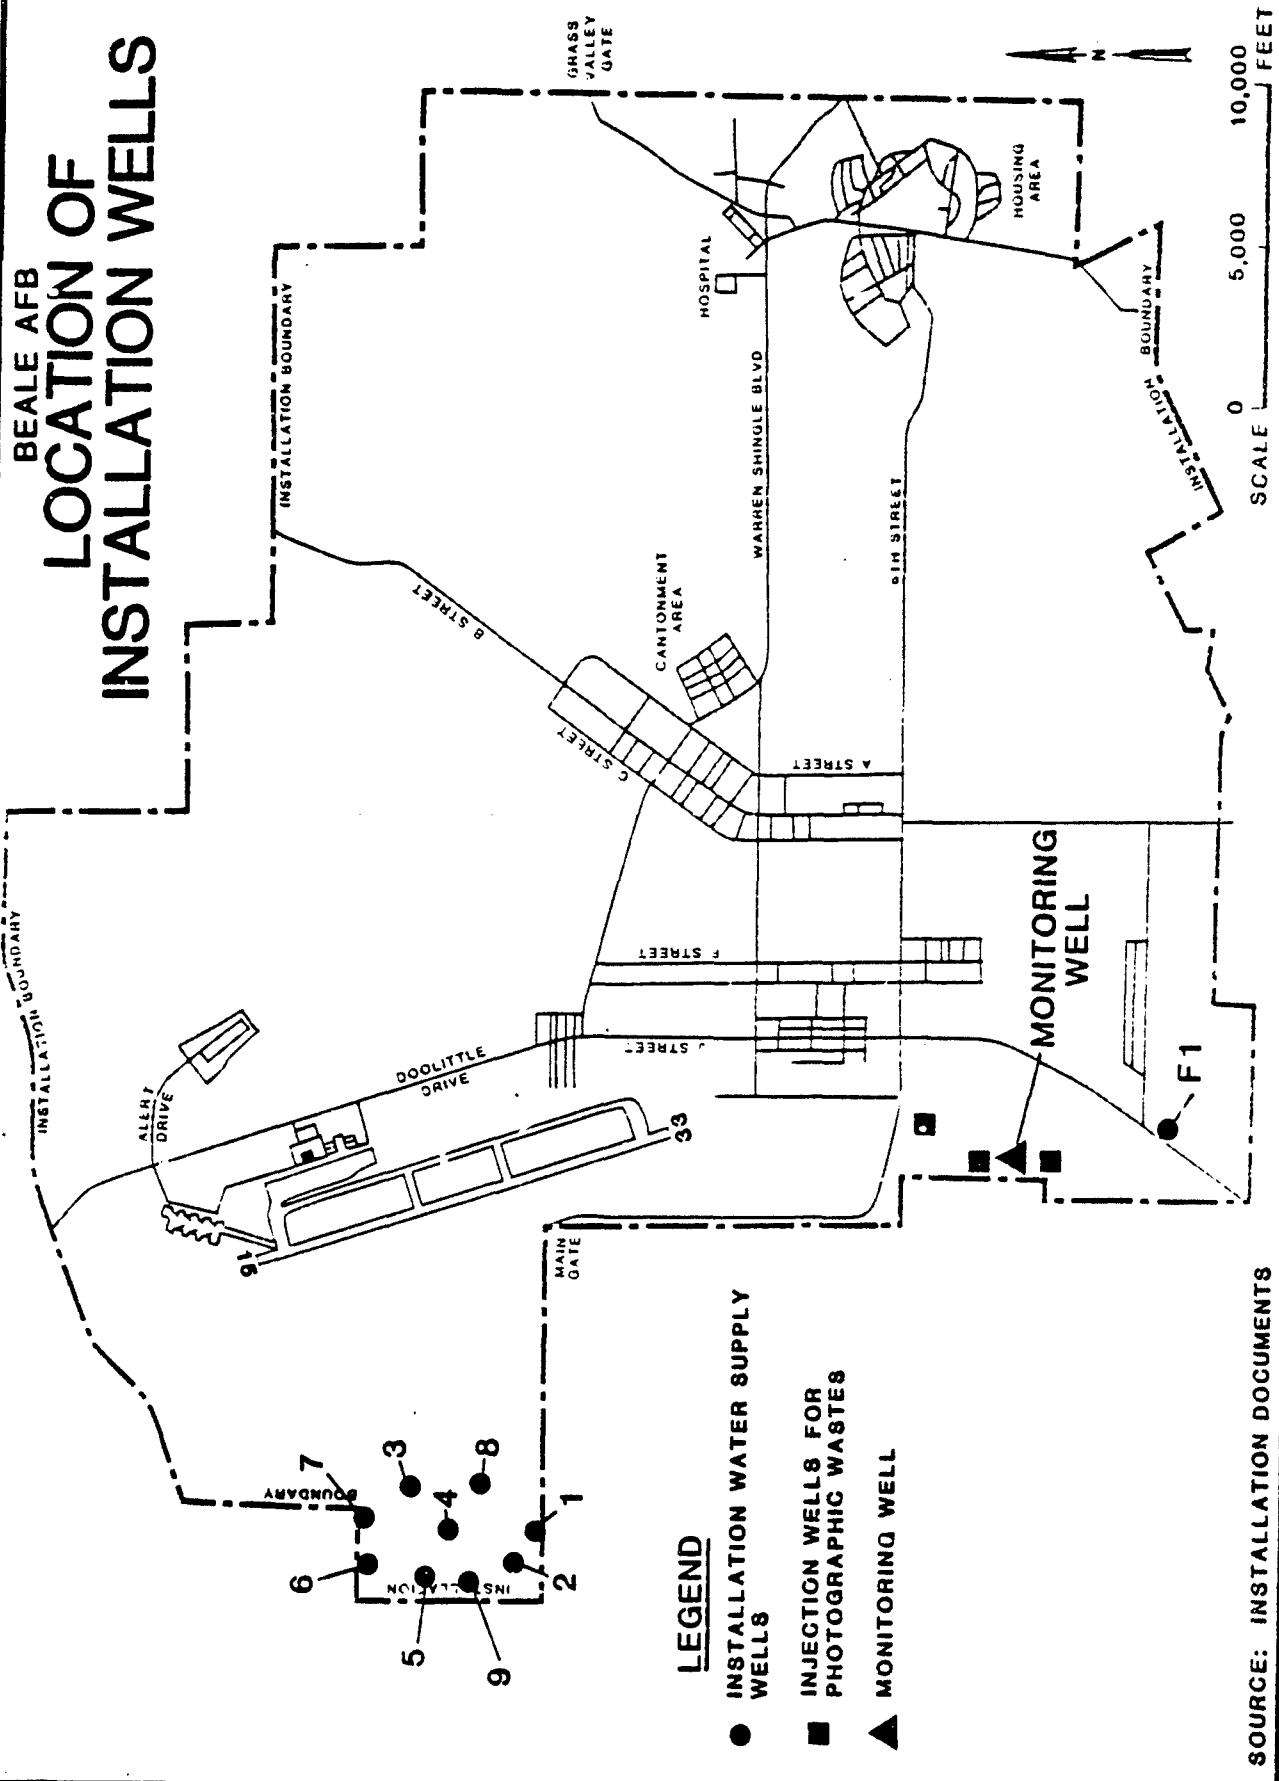 BEALE AFB
LOCATION OF
INSTALLATION WELLS
INSTALLATION BOUNDARY
INSTALLATION BOUNDARY
GRASS
VALLEY
GATE
B STREET
ALERT
DRIVE
DOOLITTLE
DRIVE
C STREET
CANTONMENT
AREA
HOSPITAL
WARREN SHINGLE BLVD
HOUSING
AREA
F STREET
J STREET
A STREET
6TH STREET
15
33
MAIN
GATE
BOUNDARY
INSTALLATION
7
6
3
4
8
5
9
2
1
MONITORING
WELL
F1
INSTALLATION
BOUNDARY
N
LEGEND
INSTALLATION WATER SUPPLY
WELLS
INJECTION WELLS FOR
PHOTOGRAPHIC WASTES
MONITORING WELL
SCALE
0
5,000
10,000
FEET
SOURCE: INSTALLATION DOCUMENTS